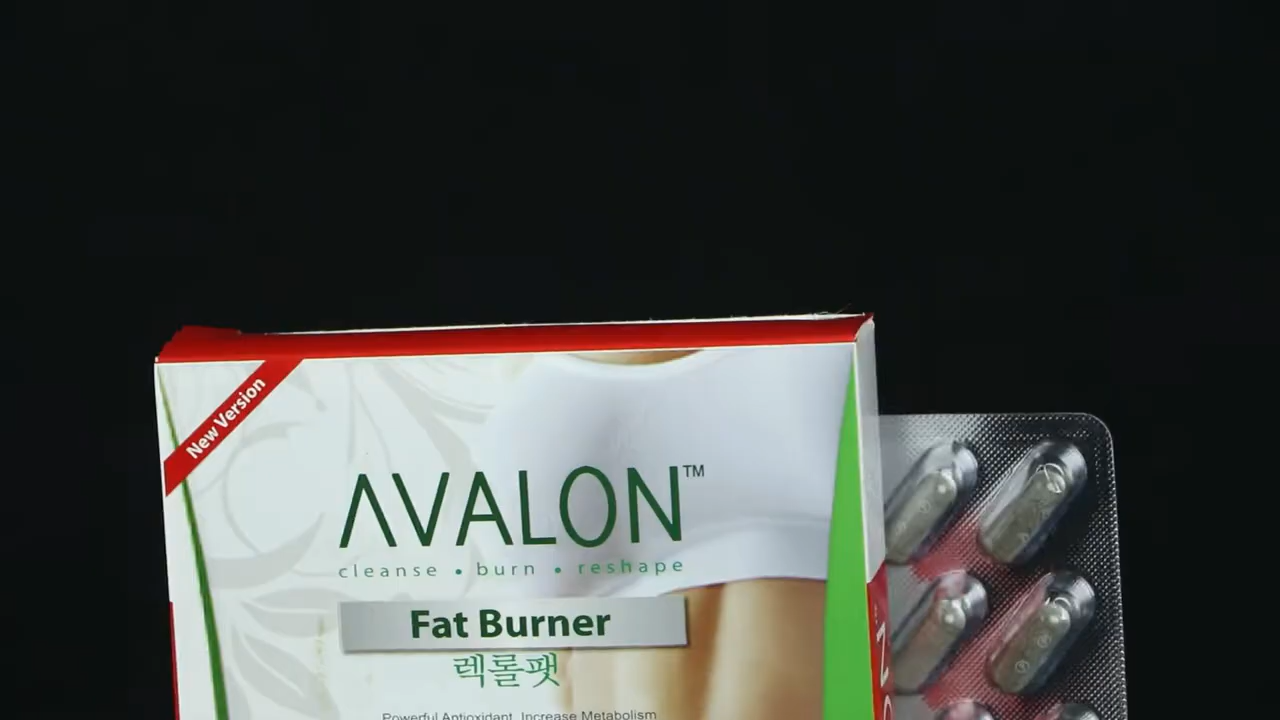 New Version
AVALON™
cleanse • burn • reshape
Fat Burner
렉롤팻
Powerful Antioxidant, Increase Metabolism